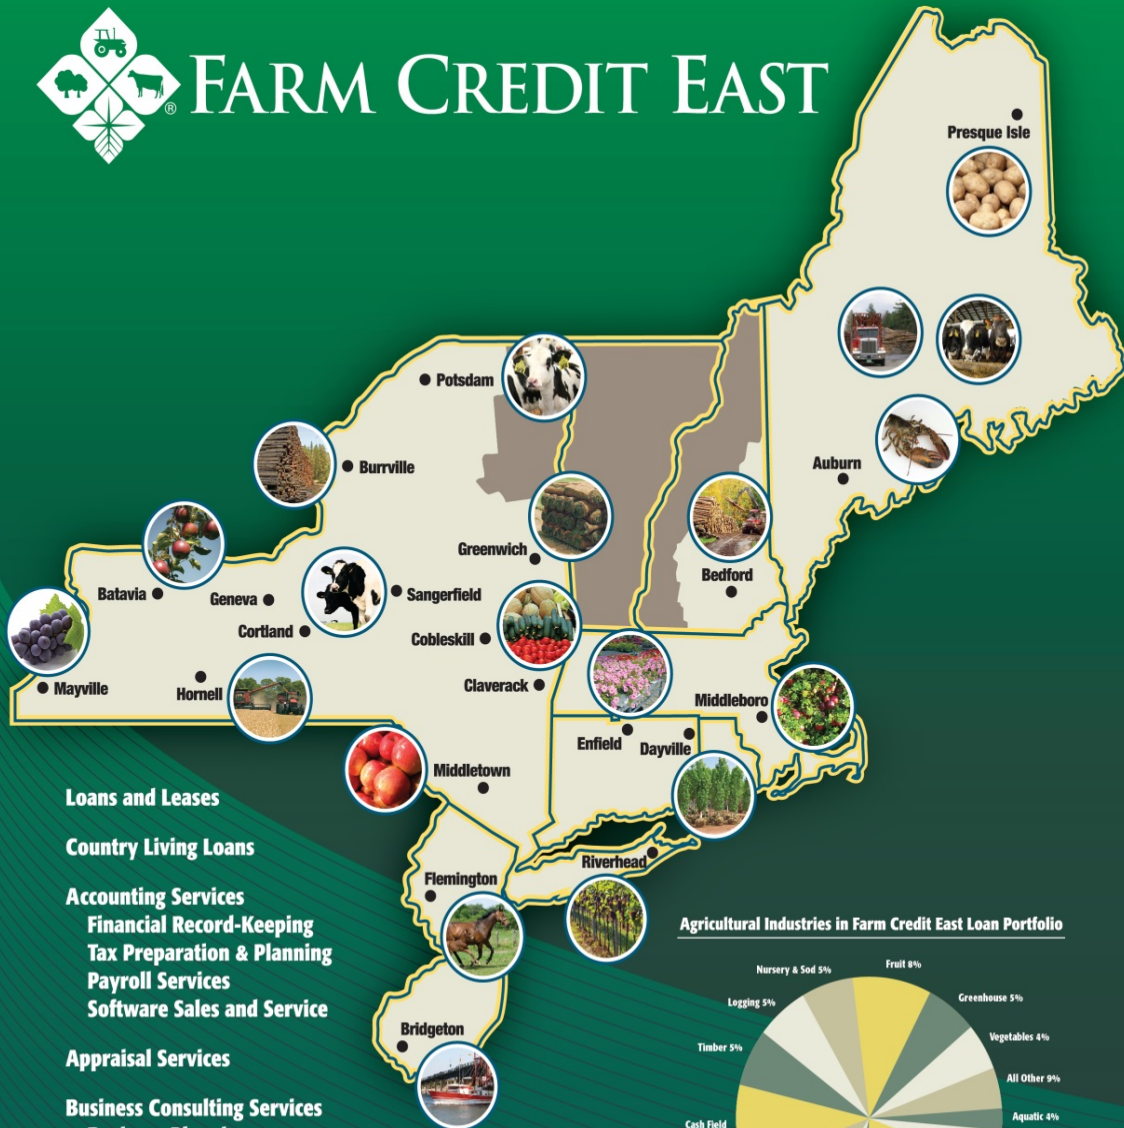 ®
FARM CREDIT EAST
Presque Isle
Potsdam
Burrville
Auburn
Greenwich
Bedford
Batavia
Geneva
Sangerfield
Cortland
Cobleskill
Mayville
Hornell
Claverack
Middleboro
Enfield
Dayville
Middletown
Riverhead
Flemington
Bridgeton
Loans and Leases
Country Living Loans
Accounting Services
Financial Record-Keeping
Tax Preparation & Planning
Payroll Services
Software Sales and Service
Appraisal Services
Business Consulting Services
Agricultural Industries in Farm Credit East Loan Portfolio
Fruit 8%
Nursery & Sod 5%
Greenhouse 5%
Logging 5%
Vegetables 4%
Timber 5%
All Other 9%
Aquatic 4%
Cash Field